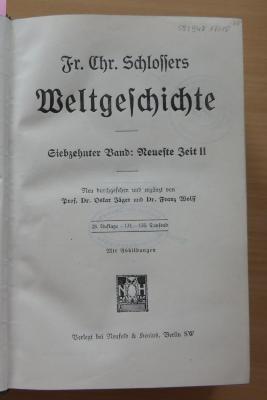 Fr. Chr. Schlossers
Weltgeschichte
Siebzehnter Band: Neueste Zeit II
Neu durchgesehen und ergänzt von
Prof. Dr. Oskar Jäger und Dr. Franz Wolff
Mit Abbildungen
N H
Verlegt bei Neufeld & Henius, Berlin SW